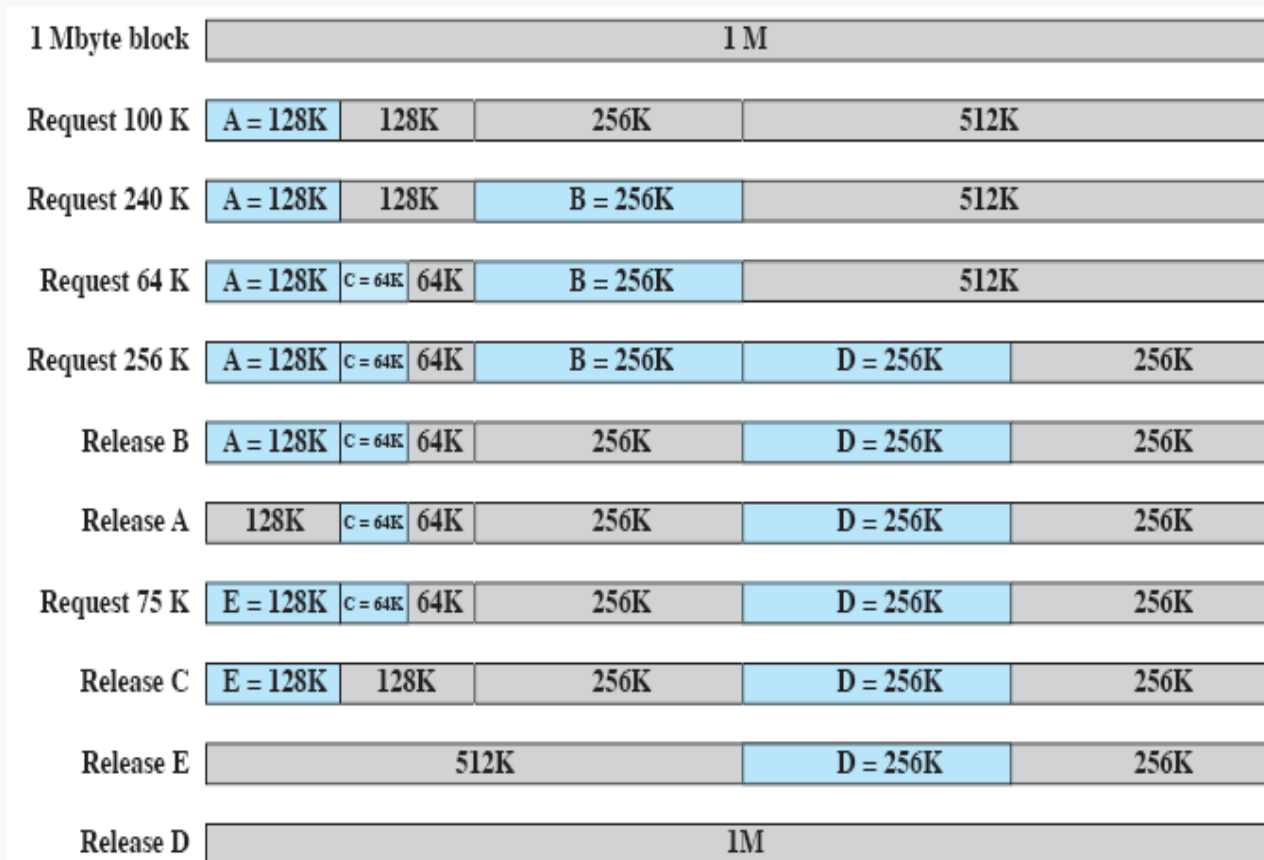 1 Mbyte block 1 M
Request 100 K A = 128K 128K 256K 512K
Request 240 K A = 128K 128K B = 256K 512K
Request 64 K A = 128K C = 64K 64K B = 256K 512K
Request 256 K A = 128K C = 64K 64K B = 256K D = 256K 256K
Release B A = 128K C = 64K 64K 256K D = 256K 256K
Release A 128K C = 64K 64K 256K D = 256K 256K
Request 75 K E = 128K C = 64K 64K 256K D = 256K 256K
Release C E = 128K 128K 256K D = 256K 256K
Release E 512K D = 256K 256K
Release D 1M